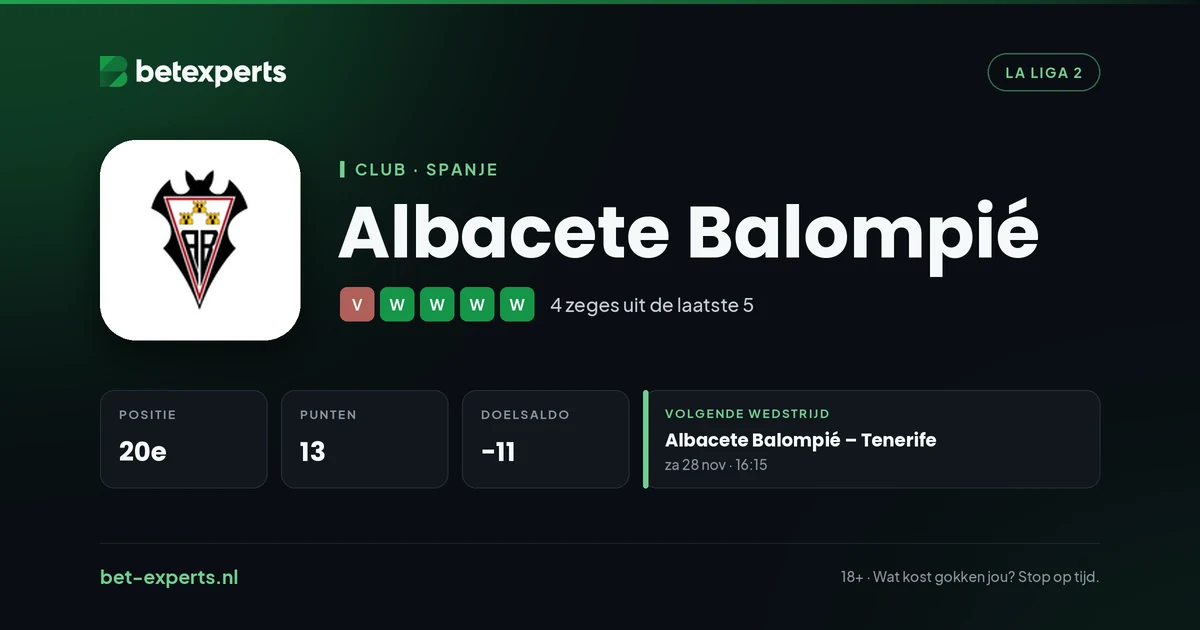 betexperts
LA LIGA 2
CLUB · SPANJE
Albacete Balompié
V W W W W 4 zeges uit de laatste 5
POSITIE
20e
PUNTEN
13
DOELSALDO
−11
VOLGENDE WEDSTRIJD
Albacete Balompié – Tenerife
za 28 nov · 16:15
bet-experts.nl
18+ · Wat kost gokken jou? Stop op tijd.